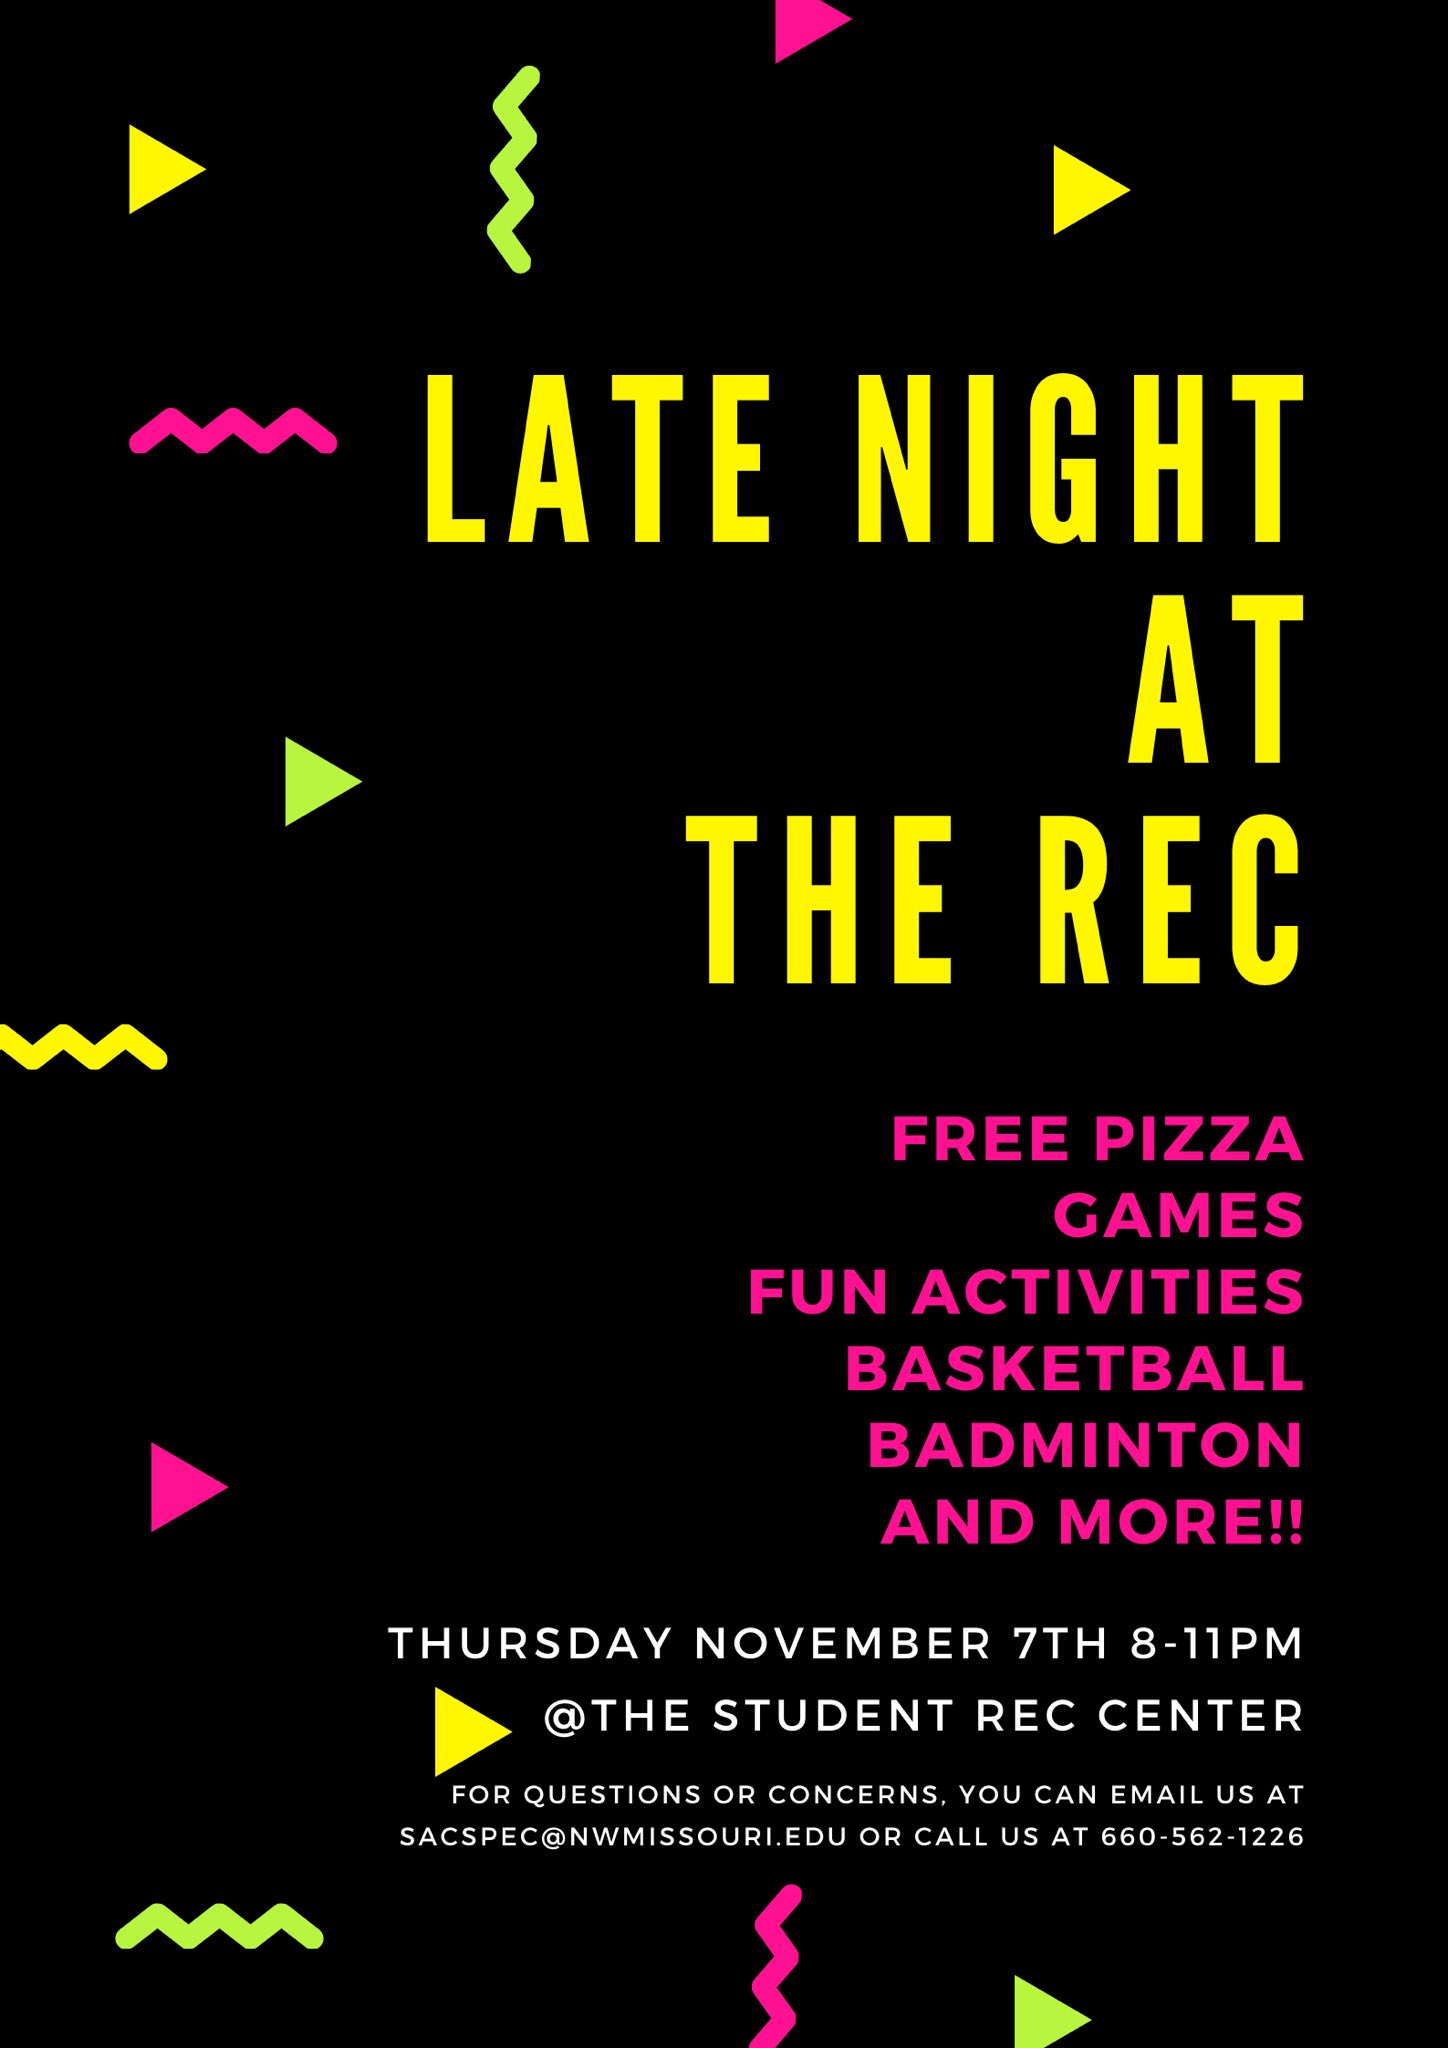 LATE NIGHT
AT
THE REC
FREE PIZZA
GAMES
FUN ACTIVITIES
BASKETBALL
BADMINTON
AND MORE!!
THURSDAY NOVEMBER 7TH 8-11PM
@THE STUDENT REC CENTER
FOR QUESTIONS OR CONCERNS, YOU CAN EMAIL US AT
SACSPEC@NWMISSOURI.EDU OR CALL US AT 660-562-1226